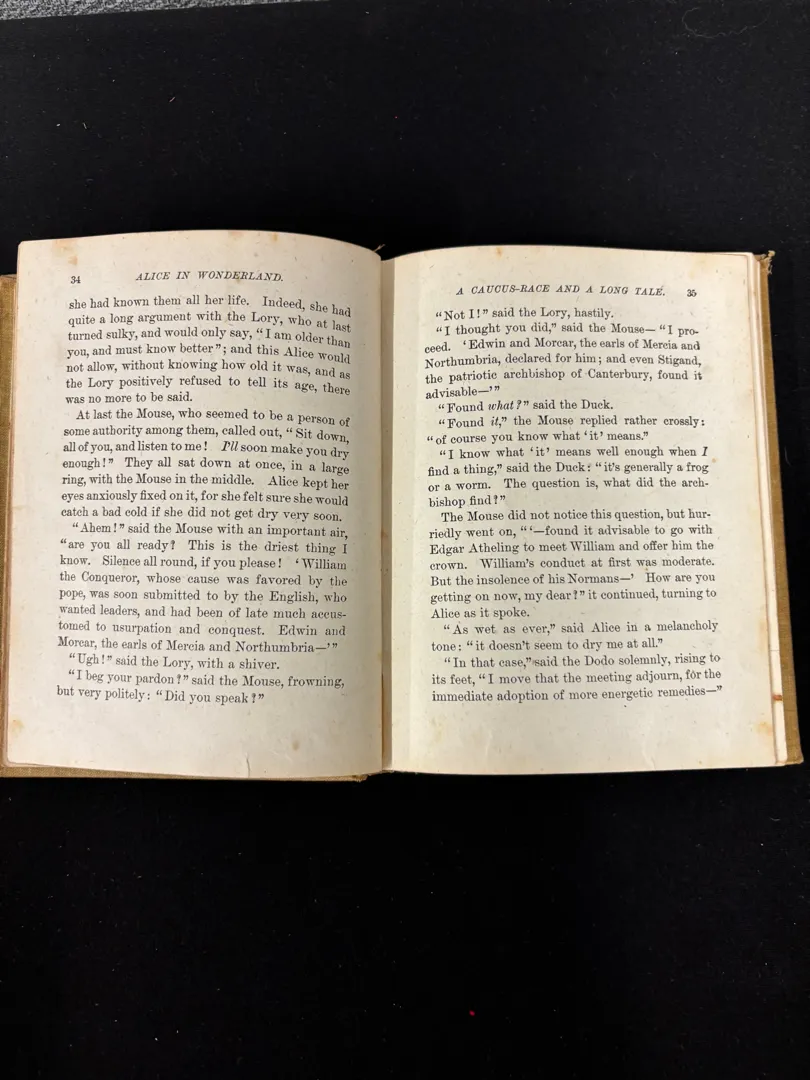 34 ALICE IN WONDERLAND.
she had known them all her life. Indeed, she had
quite a long argument with the Lory, who at last
turned sulky, and would only say, “I am older than
you, and must know better”; and this Alice would
not allow, without knowing how old it was, and as
the Lory positively refused to tell its age, there
was no more to be said.
At last the Mouse, who seemed to be a person of
some authority among them, called out, “Sit down,
all of you, and listen to me! I'll soon make you dry
enough!” They all sat down at once, in a large
ring, with the Mouse in the middle. Alice kept her
eyes anxiously fixed on it, for she felt sure she would
catch a bad cold if she did not get dry very soon.
“Ahem!” said the Mouse with an important air,
“are you all ready? This is the driest thing I
know. Silence all round, if you please! ‘William
the Conqueror, whose cause was favored by the
pope, was soon submitted to by the English, who
wanted leaders, and had been of late much accus-
tomed to usurpation and conquest. Edwin and
Morcar, the earls of Mercia and Northumbria—’”
“Ugh!” said the Lory, with a shiver.
“I beg your pardon?” said the Mouse, frowning,
but very politely: “Did you speak?”
A CAUCUS-RACE AND A LONG TALE. 35
“Not I!” said the Lory, hastily.
“I thought you did,” said the Mouse— “I pro-
ceed. ‘Edwin and Morcar, the earls of Mercia and
Northumbria, declared for him; and even Stigand,
the patriotic archbishop of Canterbury, found it
advisable—’”
“Found what?” said the Duck.
“Found it,” the Mouse replied rather crossly:
“of course you know what ‘it’ means.”
“I know what ‘it’ means well enough when I
find a thing,” said the Duck: “it's generally a frog
or a worm. The question is, what did the arch-
bishop find?”
The Mouse did not notice this question, but hur-
riedly went on, “‘—found it advisable to go with
Edgar Atheling to meet William and offer him the
crown. William's conduct at first was moderate.
But the insolence of his Normans—’ How are you
getting on now, my dear?” it continued, turning to
Alice as it spoke.
“As wet as ever,” said Alice in a melancholy
tone: “it doesn't seem to dry me at all.”
“In that case,” said the Dodo solemnly, rising to
its feet, “I move that the meeting adjourn, for the
immediate adoption of more energetic remedies—”